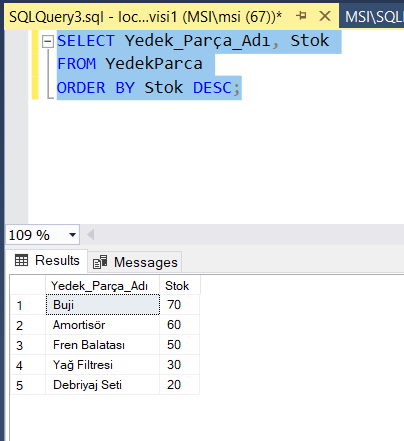 SQLQuery3.sql - loc...visi1 (MSI\msi (67))*
MSI\SQL
SELECT Yedek_Parça_Adı, Stok
FROM YedekParca
ORDER BY Stok DESC;
109 %
Results
Messages
Yedek_Parça_Adı Stok
1 Buji 70
2 Amortisör 60
3 Fren Balatası 50
4 Yağ Filtresi 30
5 Debriyaj Seti 20